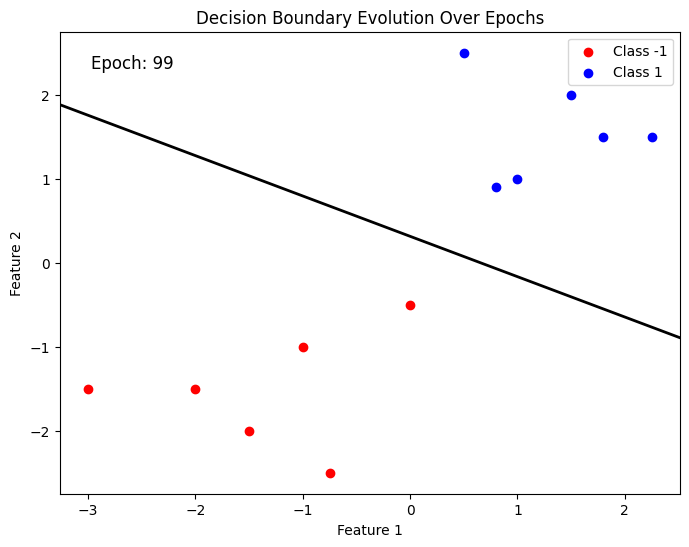 Decision Boundary Evolution Over Epochs
Epoch: 99
Class -1
Class 1
Feature 2
2
1
0
−1
−2
−3
−2
−1
0
1
2
Feature 1